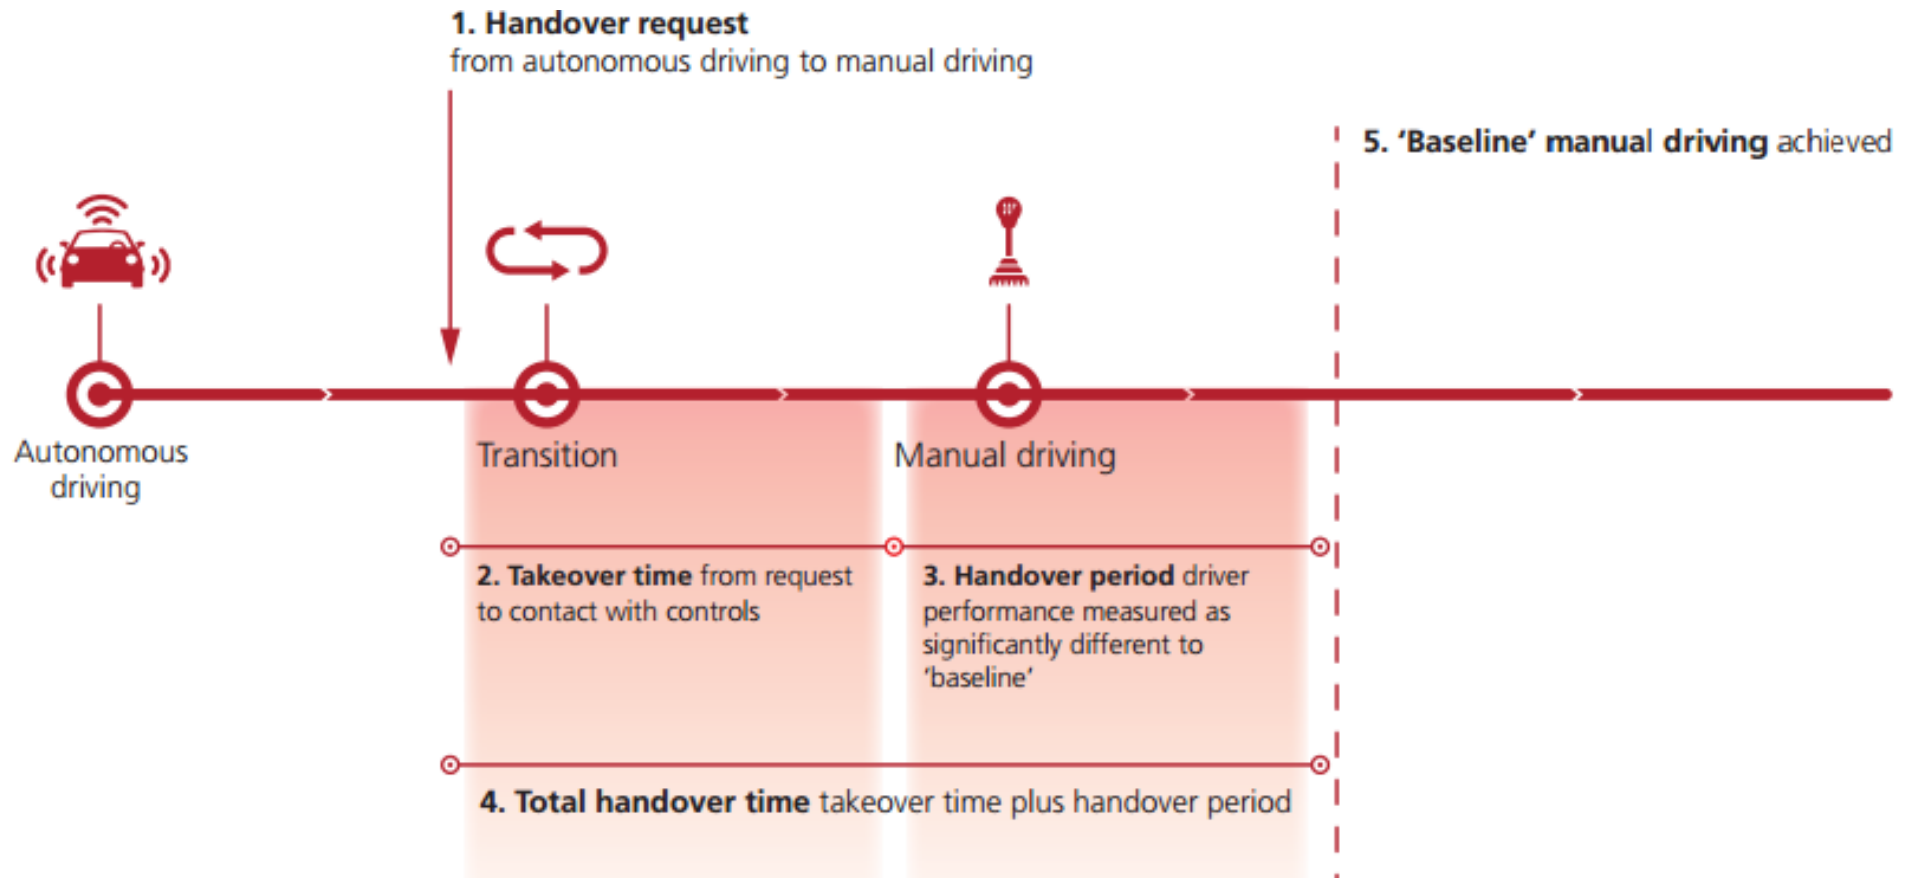 1. Handover request
from autonomous driving to manual driving
5. ‘Baseline’ manual driving achieved
Autonomous
driving
Transition
Manual driving
2. Takeover time from request
to contact with controls
3. Handover period driver
performance measured as
significantly different to
‘baseline’
4. Total handover time takeover time plus handover period